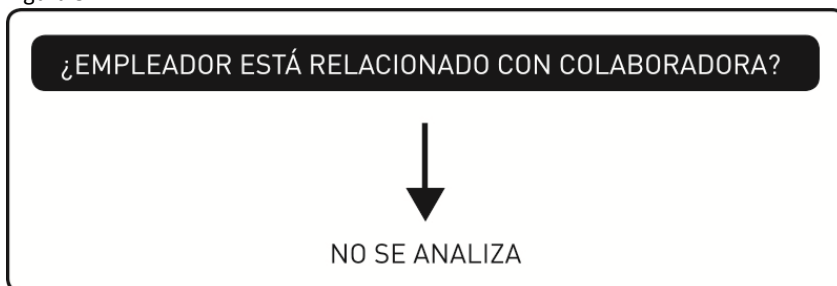 ¿EMPLEADOR ESTÁ RELACIONADO CON COLABORADORA?
NO SE ANALIZA